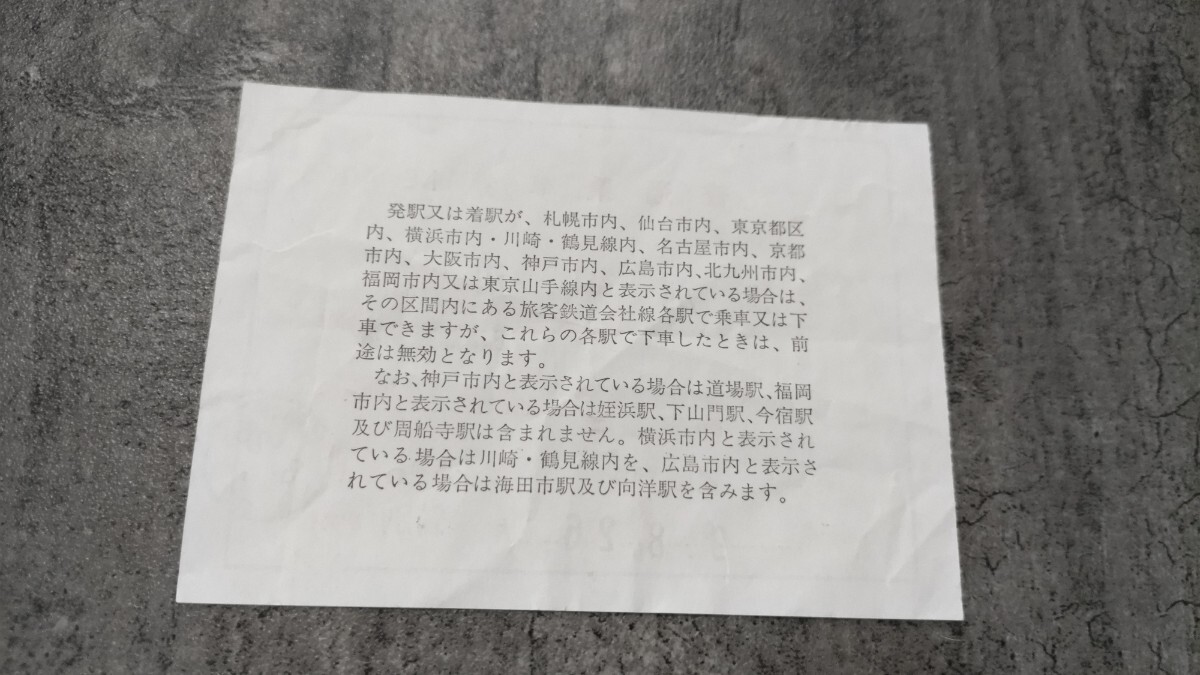 発駅又は着駅が、札幌市内、仙台市内、東京都区
内、横浜市内・川崎・鶴見線内、名古屋市内、京都
市内、大阪市内、神戸市内、広島市内、北九州市内、
福岡市内又は東京山手線内と表示されている場合は、
その区間内にある旅客鉄道会社線各駅で乗車又は下
車できますが、これらの各駅で下車したときは、前
途は無効となります。
なお、神戸市内と表示されている場合は道場駅、福岡
市内と表示されている場合は姪浜駅、下山門駅、今宿駅
及び周船寺駅は含まれません。横浜市内と表示され
ている場合は川崎・鶴見線内を、広島市内と表示さ
れている場合は海田市駅及び向洋駅を含みます。